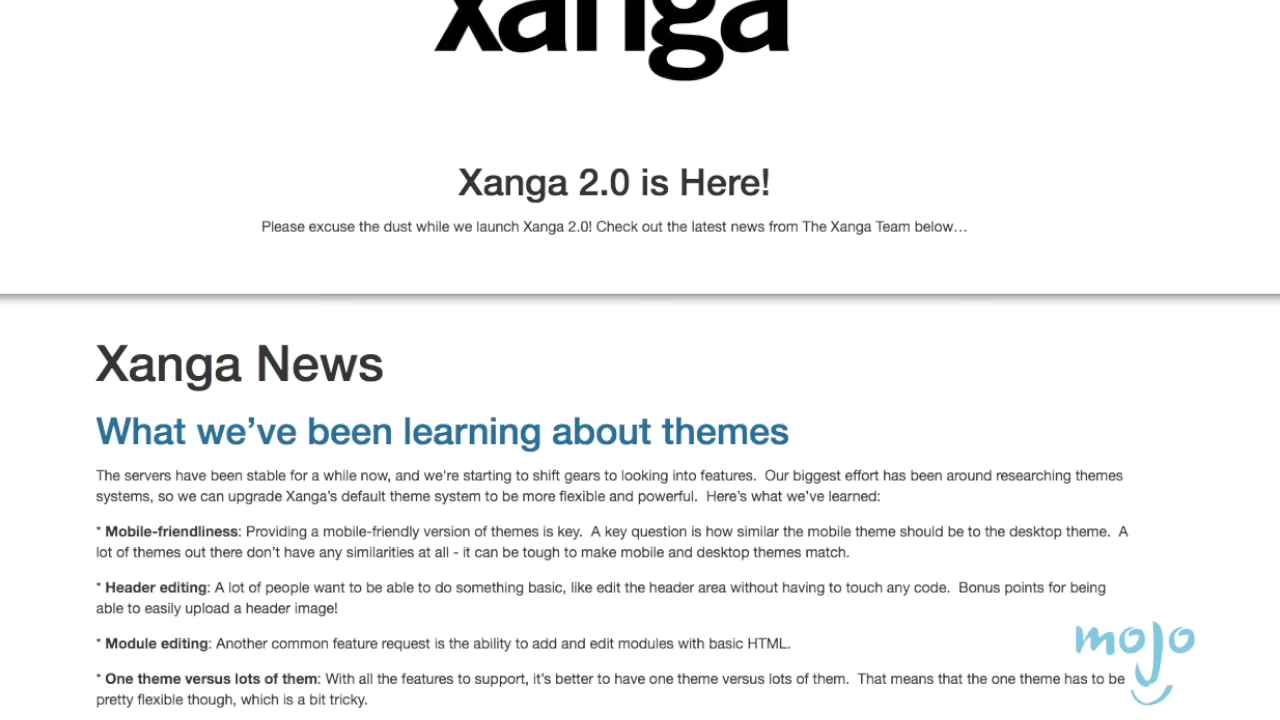 xanga
Xanga 2.0 is Here!
Please excuse the dust while we launch Xanga 2.0! Check out the latest news from The Xanga Team below…
Xanga News
What we’ve been learning about themes
The servers have been stable for a while now, and we're starting to shift gears to looking into features.  Our biggest effort has been around researching themes
systems, so we can upgrade Xanga’s default theme system to be more flexible and powerful.  Here’s what we’ve learned:
* Mobile-friendliness: Providing a mobile-friendly version of themes is key.  A key question is how similar the mobile theme should be to the desktop theme.  A
lot of themes out there don’t have any similarities at all - it can be tough to make mobile and desktop themes match.
* Header editing: A lot of people want to be able to do something basic, like edit the header area without having to touch any code.  Bonus points for being
able to easily upload a header image!
* Module editing: Another common feature request is the ability to add and edit modules with basic HTML.
* One theme versus lots of them: With all the features to support, it’s better to have one theme versus lots of them.  That means that the one theme has to be
pretty flexible though, which is a bit tricky.
mojo